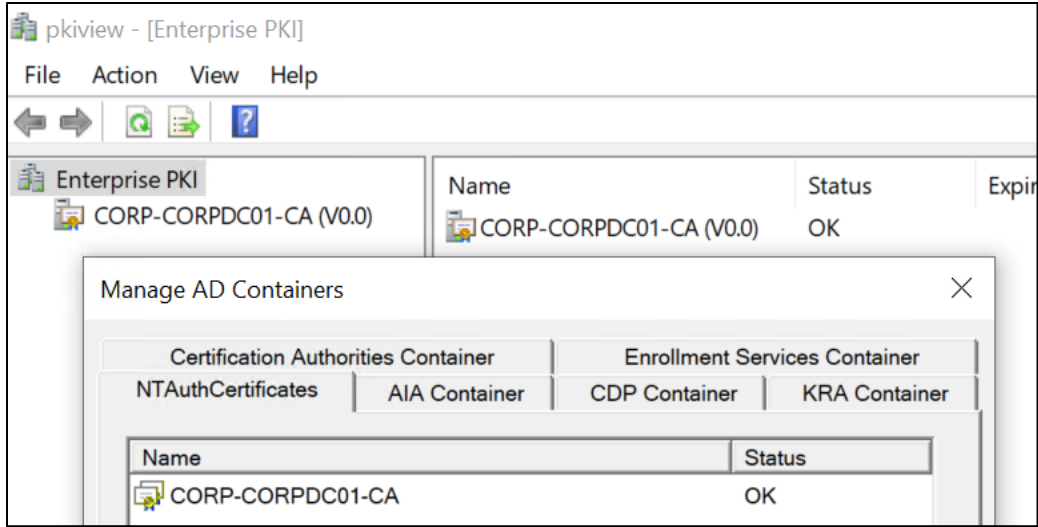 pkiview - [Enterprise PKI]
File Action View Help
Enterprise PKI
CORP-CORPDC01-CA (V0.0)
Name Status
CORP-CORPDC01-CA (V0.0) OK
Manage AD Containers
Certification Authorities Container Enrollment Services Container
NTAuthCertificates AIA Container CDP Container KRA Container
Name Status
CORP-CORPDC01-CA OK